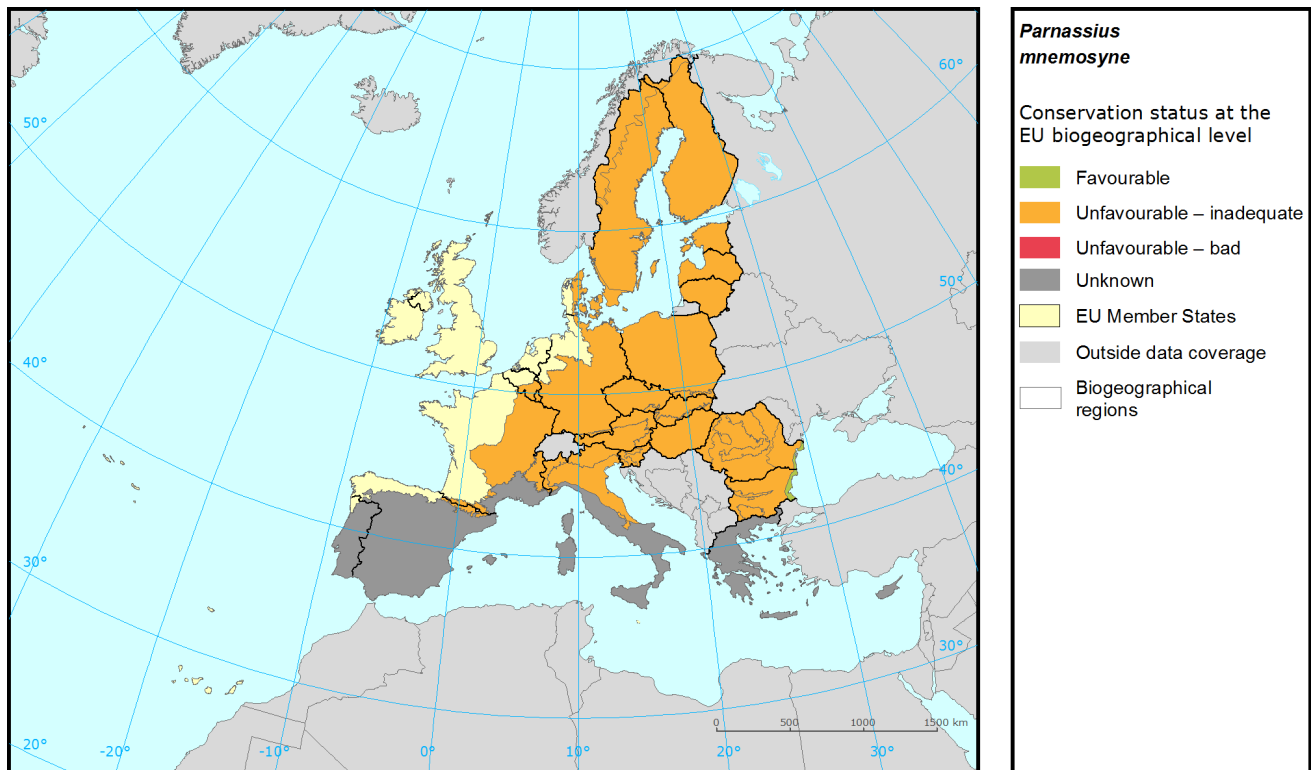 Parnassius
mnemosyne
Conservation status at the
EU biogeographical level
Favourable
Unfavourable – inadequate
Unfavourable – bad
Unknown
EU Member States
Outside data coverage
Biogeographical
regions
60°
50°
50°
40°
40°
30°
30°
20°
-20°
-10°
0°
10°
20°
30°
0 500 1000 1500 km